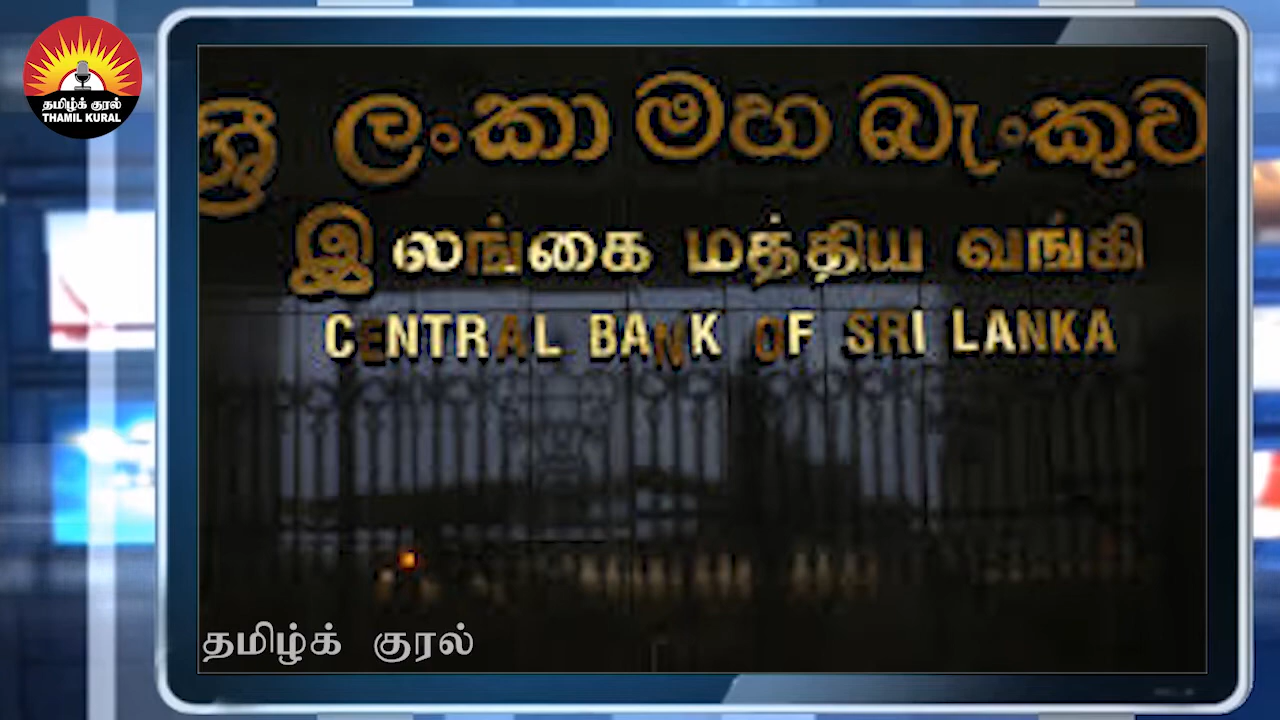 தமிழ்க் குரல்
THAMIL KURAL
ශ්‍රී ලංකා මහ බැංකුව
இலங்கை மத்திய வங்கி
CENTRAL BANK OF SRI LANKA
தமிழ்க் குரல்